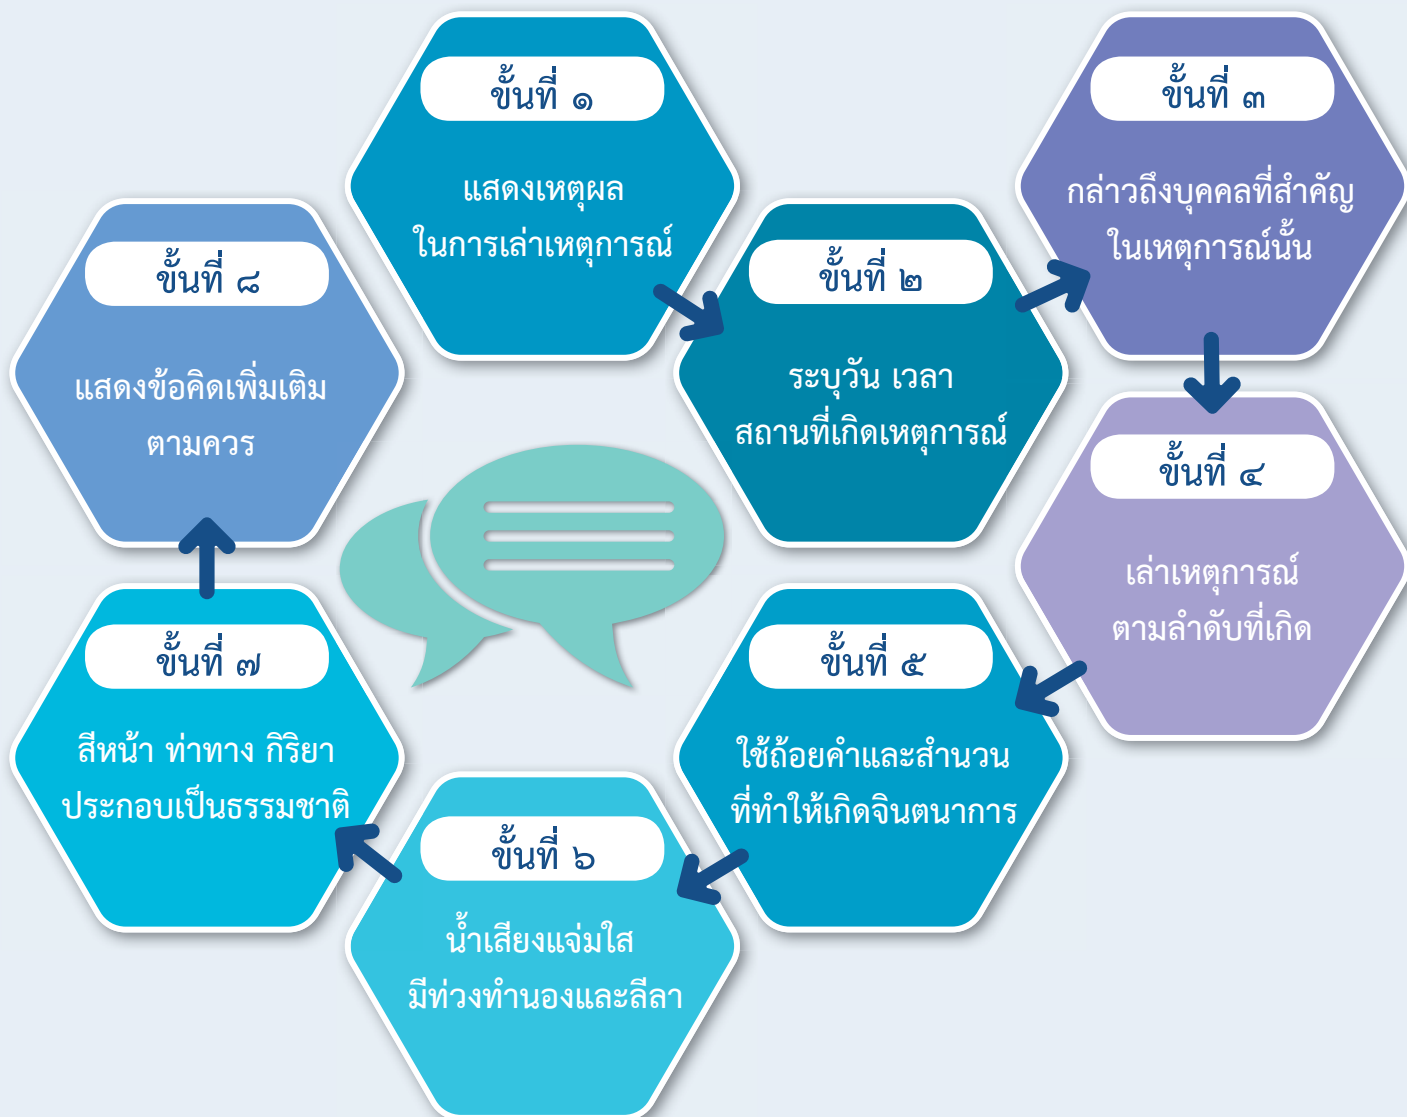 ขั้นที่ ๑
แสดงเหตุผล
ในการเล่าเหตุการณ์
ขั้นที่ ๒
ระบุวัน เวลา
สถานที่เกิดเหตุการณ์
ขั้นที่ ๓
กล่าวถึงบุคคลที่สำคัญ
ในเหตุการณ์นั้น
ขั้นที่ ๔
เล่าเหตุการณ์
ตามลำดับที่เกิด
ขั้นที่ ๕
ใช้ถ้อยคำและสำนวน
ที่ทำให้เกิดจินตนาการ
ขั้นที่ ๖
น้ำเสียงแจ่มใส
มีท่วงทำนองและลีลา
ขั้นที่ ๗
สีหน้า ท่าทาง กิริยา
ประกอบเป็นธรรมชาติ
ขั้นที่ ๘
แสดงข้อคิดเพิ่มเติม
ตามควร